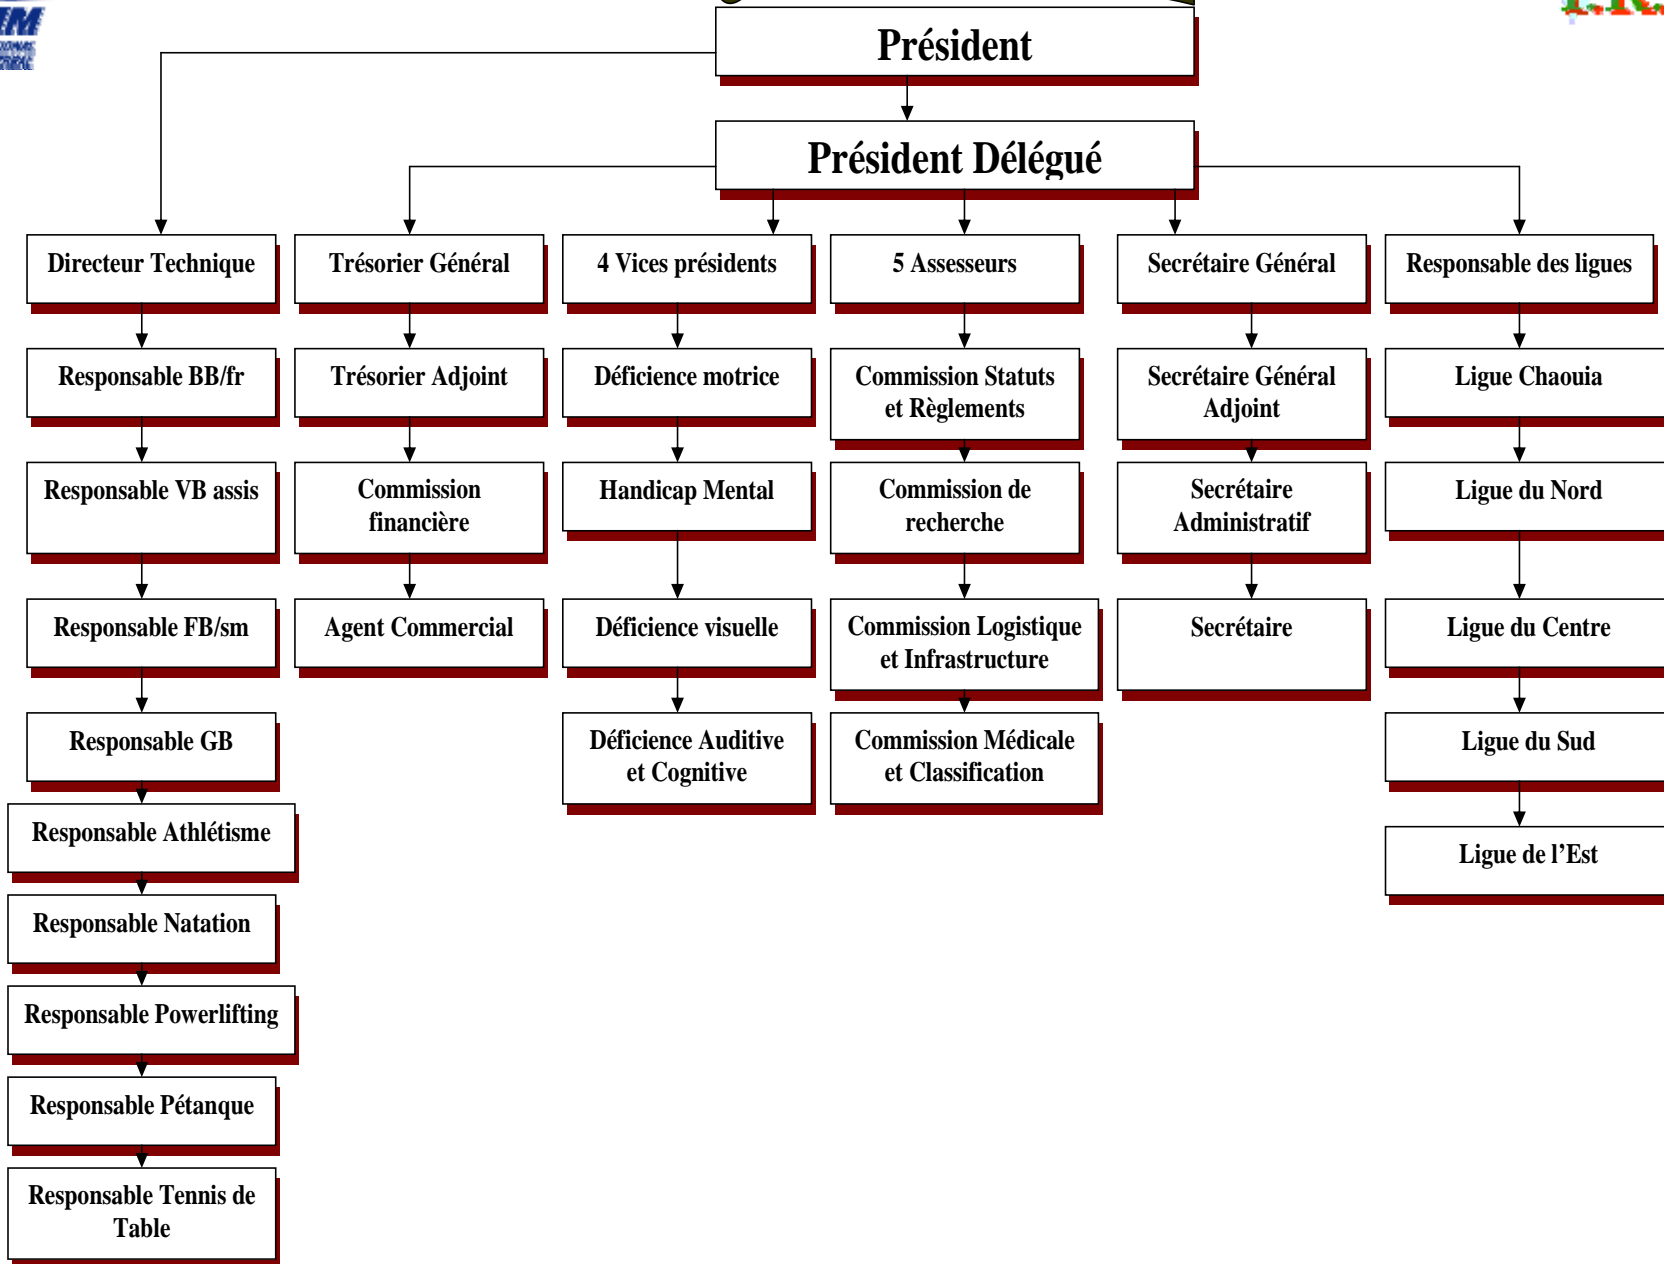 Président
Président Délégué
Directeur Technique
Trésorier Général
4 Vices présidents
5 Assesseurs
Secrétaire Général
Responsable des ligues
Responsable BB/fr
Trésorier Adjoint
Déficience motrice
Commission Statuts
et Règlements
Secrétaire Général
Adjoint
Ligue Chaouia
Responsable VB assis
Commission
financière
Handicap Mental
Commission de
recherche
Secrétaire
Administratif
Ligue du Nord
Responsable FB/sm
Agent Commercial
Déficience visuelle
Commission Logistique
et Infrastructure
Secrétaire
Ligue du Centre
Responsable GB
Déficience Auditive
et Cognitive
Commission Médicale
et Classification
Ligue du Sud
Responsable Athlétisme
Ligue de l’Est
Responsable Natation
Responsable Powerlifting
Responsable Pétanque
Responsable Tennis de
Table